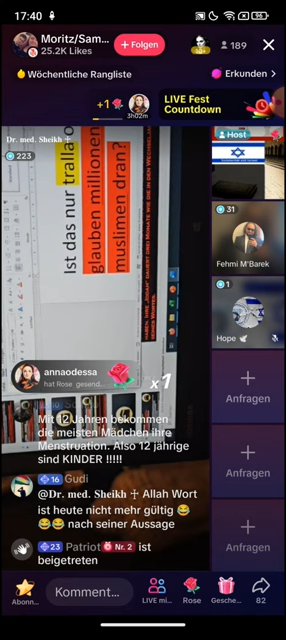 17:40
96
Moritz/Sam...
25.2K Likes
+ Folgen
189
Wöchentliche Rangliste
Erkunden
+1
3h02m
LIVE Fest
Countdown
Dr. med. Sheikh ☥
223
Ist das nur
glauben millionen
muslimen dran?
Host
31
Fehmi M'Barek
1
Hope
Anfragen
Anfragen
Anfragen
annaodessa
hat Rose gesend...
x1
Mit 12 Jahren bekommen
die meisten Mädchen ihre
Menstruation. Also 12 jährige
sind KINDER !!!!!
16 Gudi
@Dr. med. Sheikh ☥ Allah Wort
ist heute nicht mehr gültig 😂
😂😂 nach seiner Aussage
23 Patriot Nr. 2 ist
beigetreten
Abonn...
Komment...
LIVE mi...
Rose
Gesche...
82